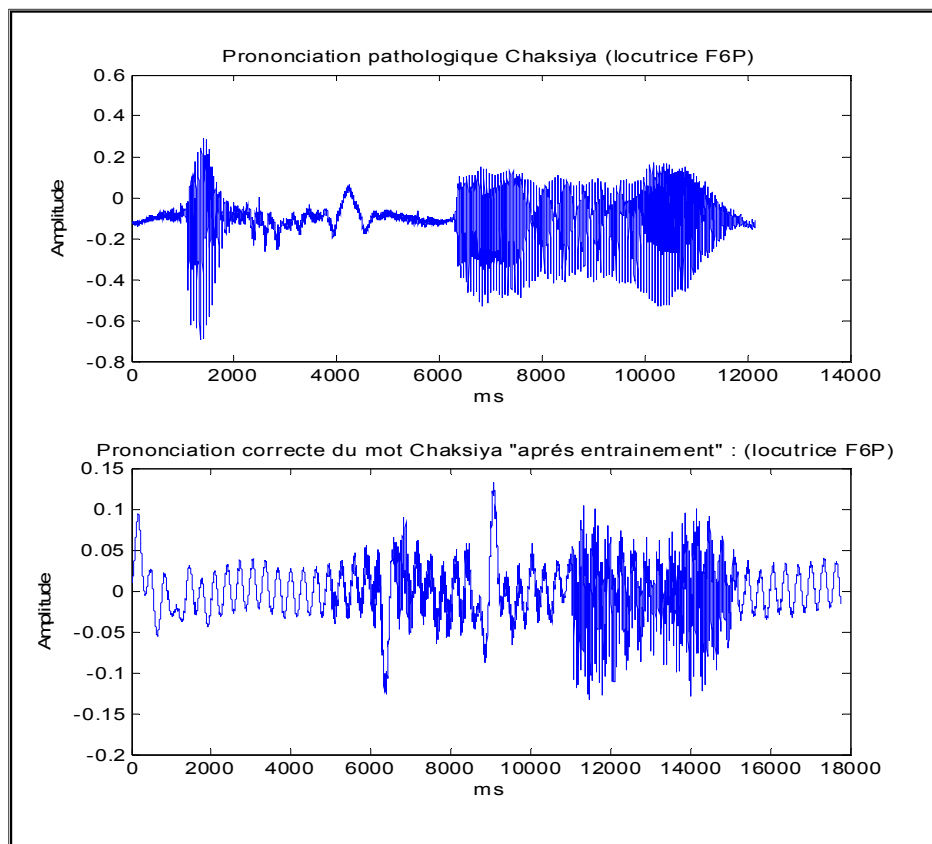 Prononciation pathologique Chaksiya (locutrice F6P)
0.6
0.4
0.2
0
-0.2
-0.4
-0.6
-0.8
Amplitude
0 2000 4000 6000 8000 10000 12000 14000
ms
Prononciation correcte du mot Chaksiya "aprés entrainement" : (locutrice F6P)
0.15
0.1
0.05
0
-0.05
-0.1
-0.15
-0.2
Amplitude
0 2000 4000 6000 8000 10000 12000 14000 16000 18000
ms